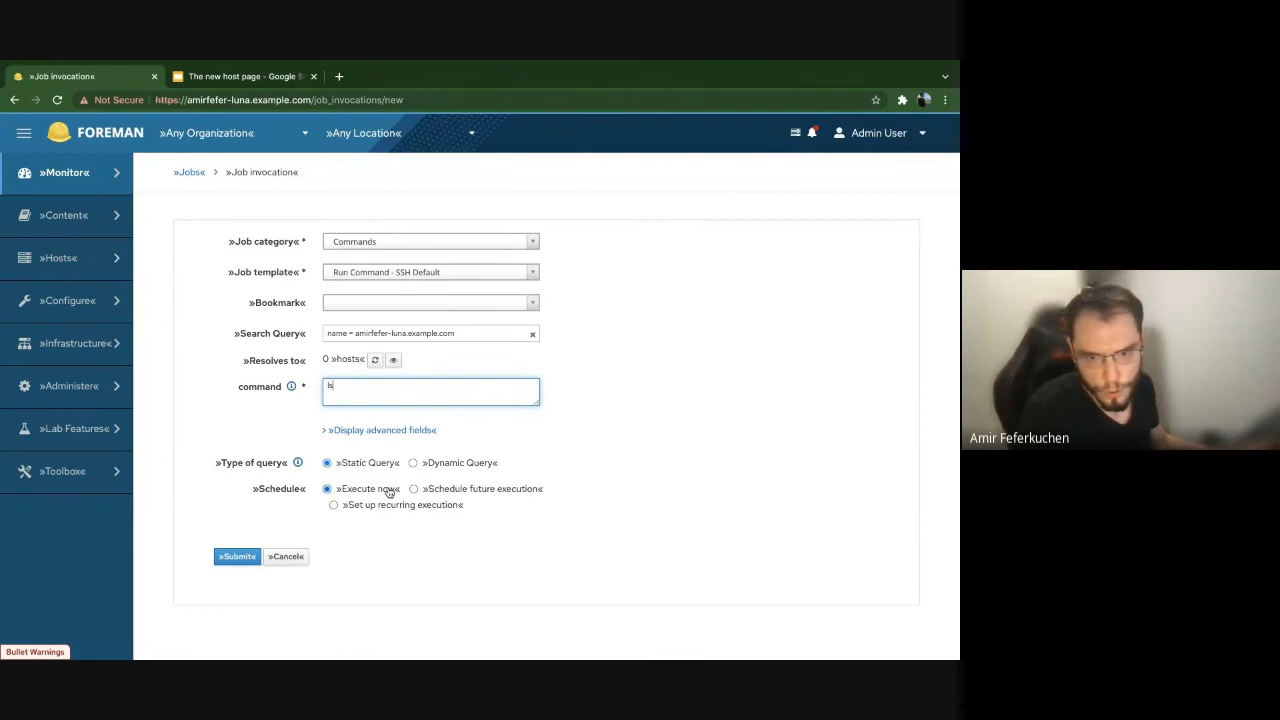 »Job invocation«
The new host page - Google S
Not Secure https://amirfefer-luna.example.com/job_invocations/new
FOREMAN »Any Organization« »Any Location« Admin User
»Monitor«
»Content«
»Hosts«
»Configure«
»Infrastructure«
»Administer«
»Lab Features«
»Toolbox«
»Jobs« > »Job invocation«
»Job category« * Commands
»Job template« * Run Command - SSH Default
»Bookmark«
»Search Query« name = amirfefer-luna.example.com
»Resolves to« 0 »hosts«
command * ls
> »Display advanced fields«
»Type of query« »Static Query« »Dynamic Query«
»Schedule« »Execute now« »Schedule future execution«
»Set up recurring execution«
»Submit« »Cancel«
Bullet Warnings
Amir Feferkuchen